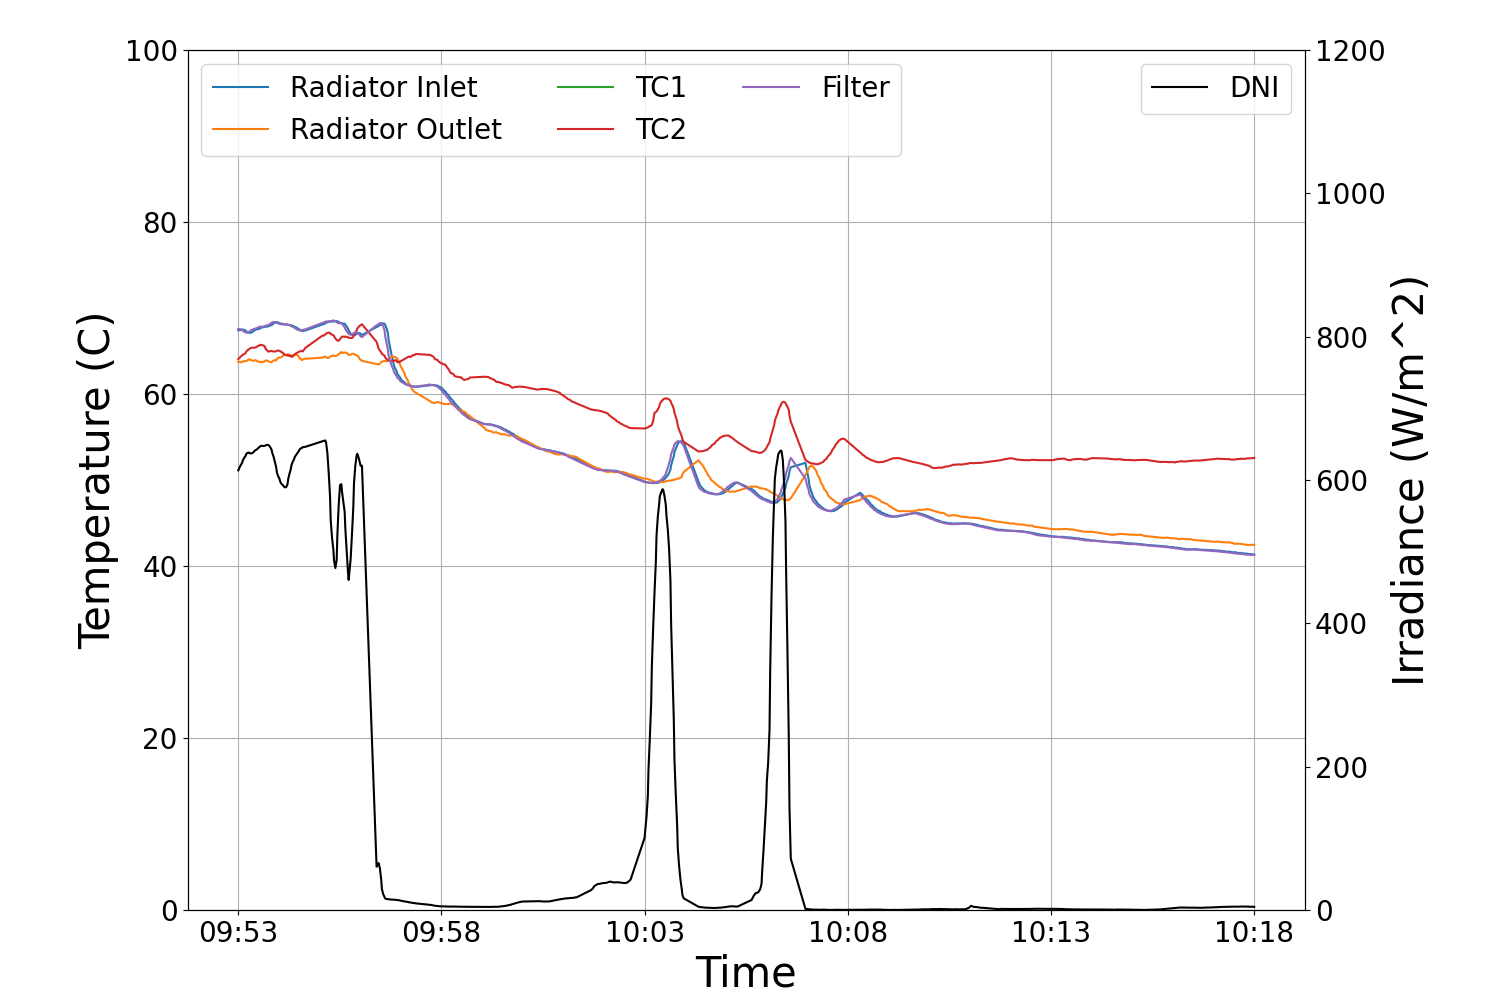 Radiator Inlet
Radiator Outlet
TC1
TC2
Filter
DNI
Temperature (C)
100
80
60
40
20
0
1200
1000
800
600
400
200
0
Irradiance (W/m^2)
09:53 09:58 10:03 10:08 10:13 10:18
Time